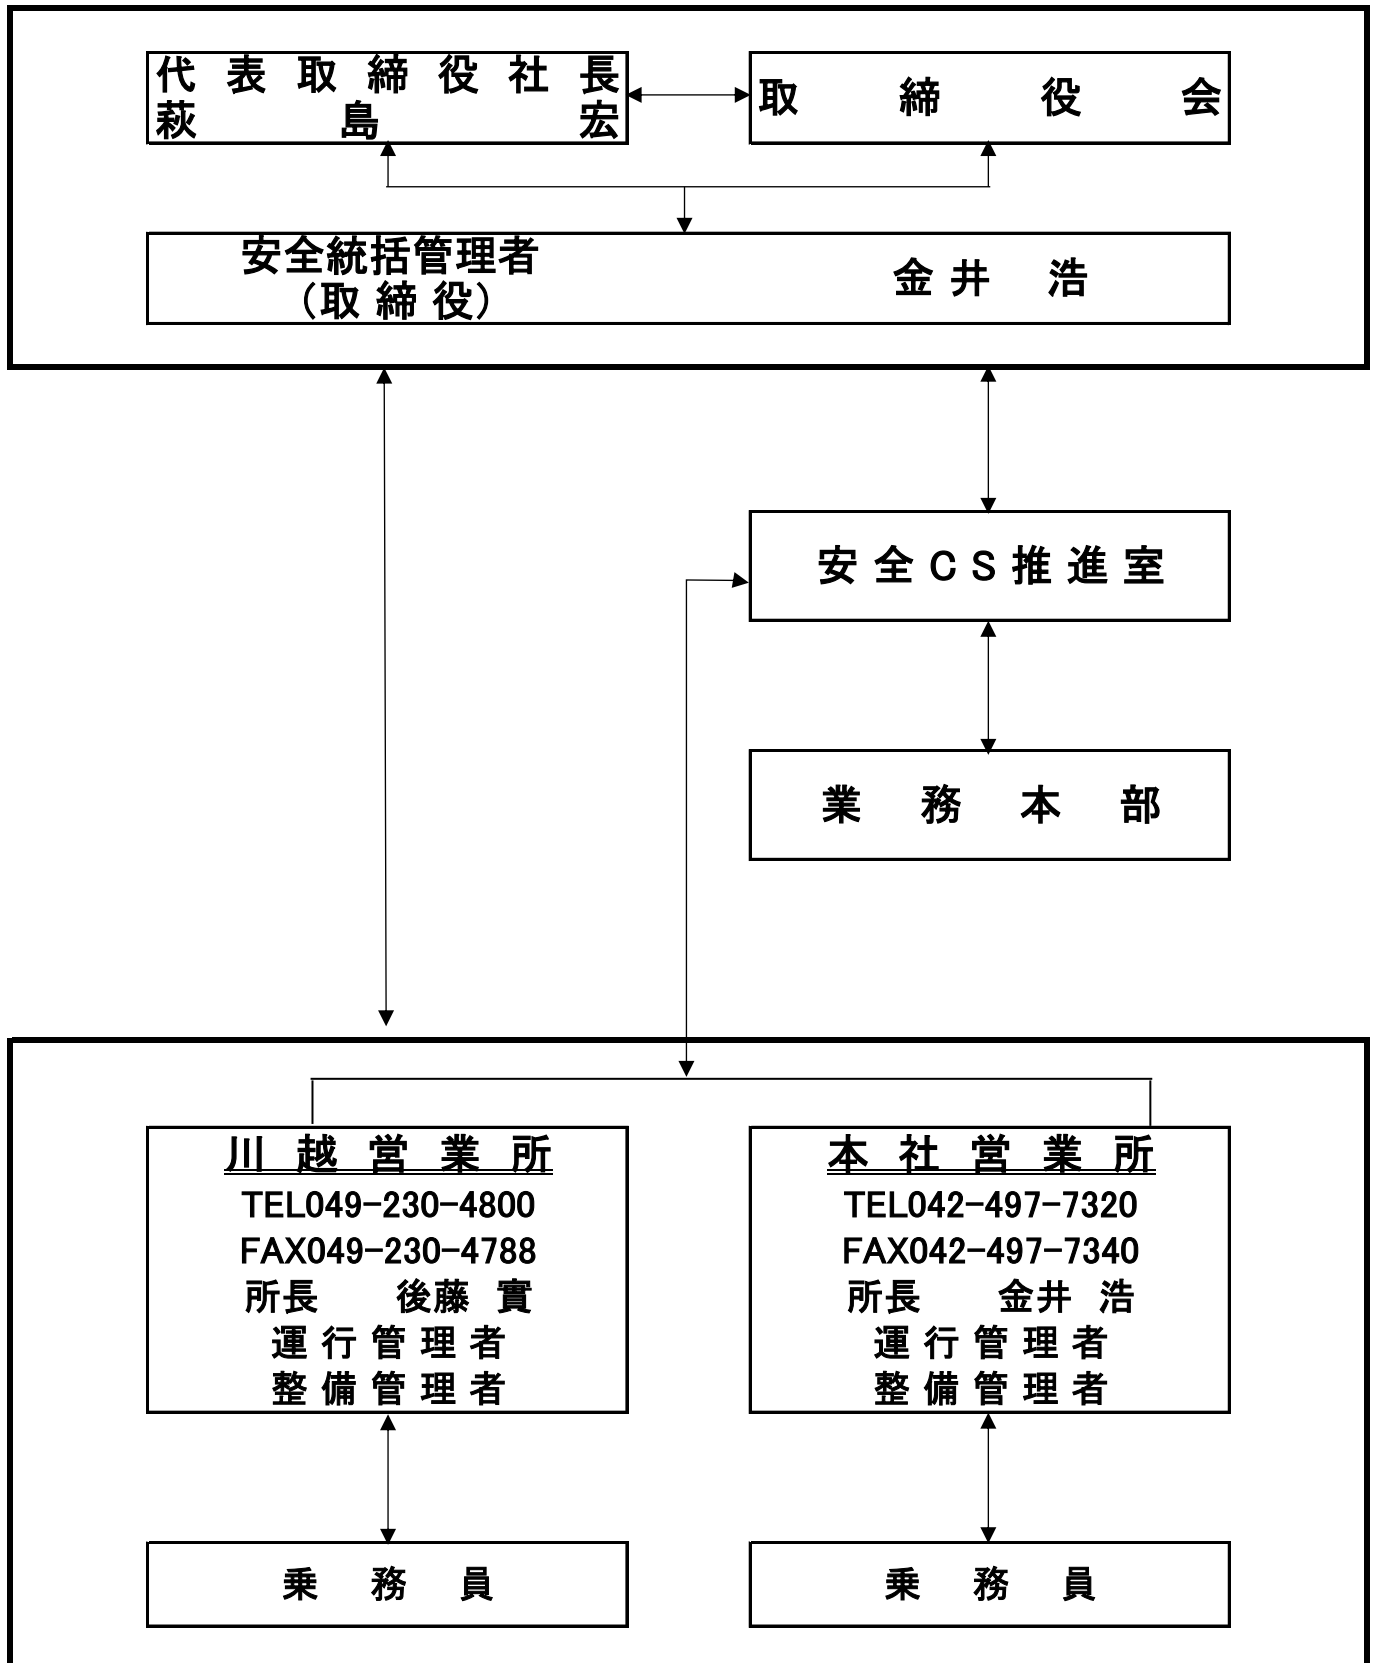 代表取締役社長
萩島宏
取締役会
安全統括管理者
（取締役）
金井　浩
安全CS推進室
業務本部
川越営業所
TEL049-230-4800
FAX049-230-4788
所長　後藤　實
運行管理者
整備管理者
本社営業所
TEL042-497-7320
FAX042-497-7340
所長　金井　浩
運行管理者
整備管理者
乗務員
乗務員